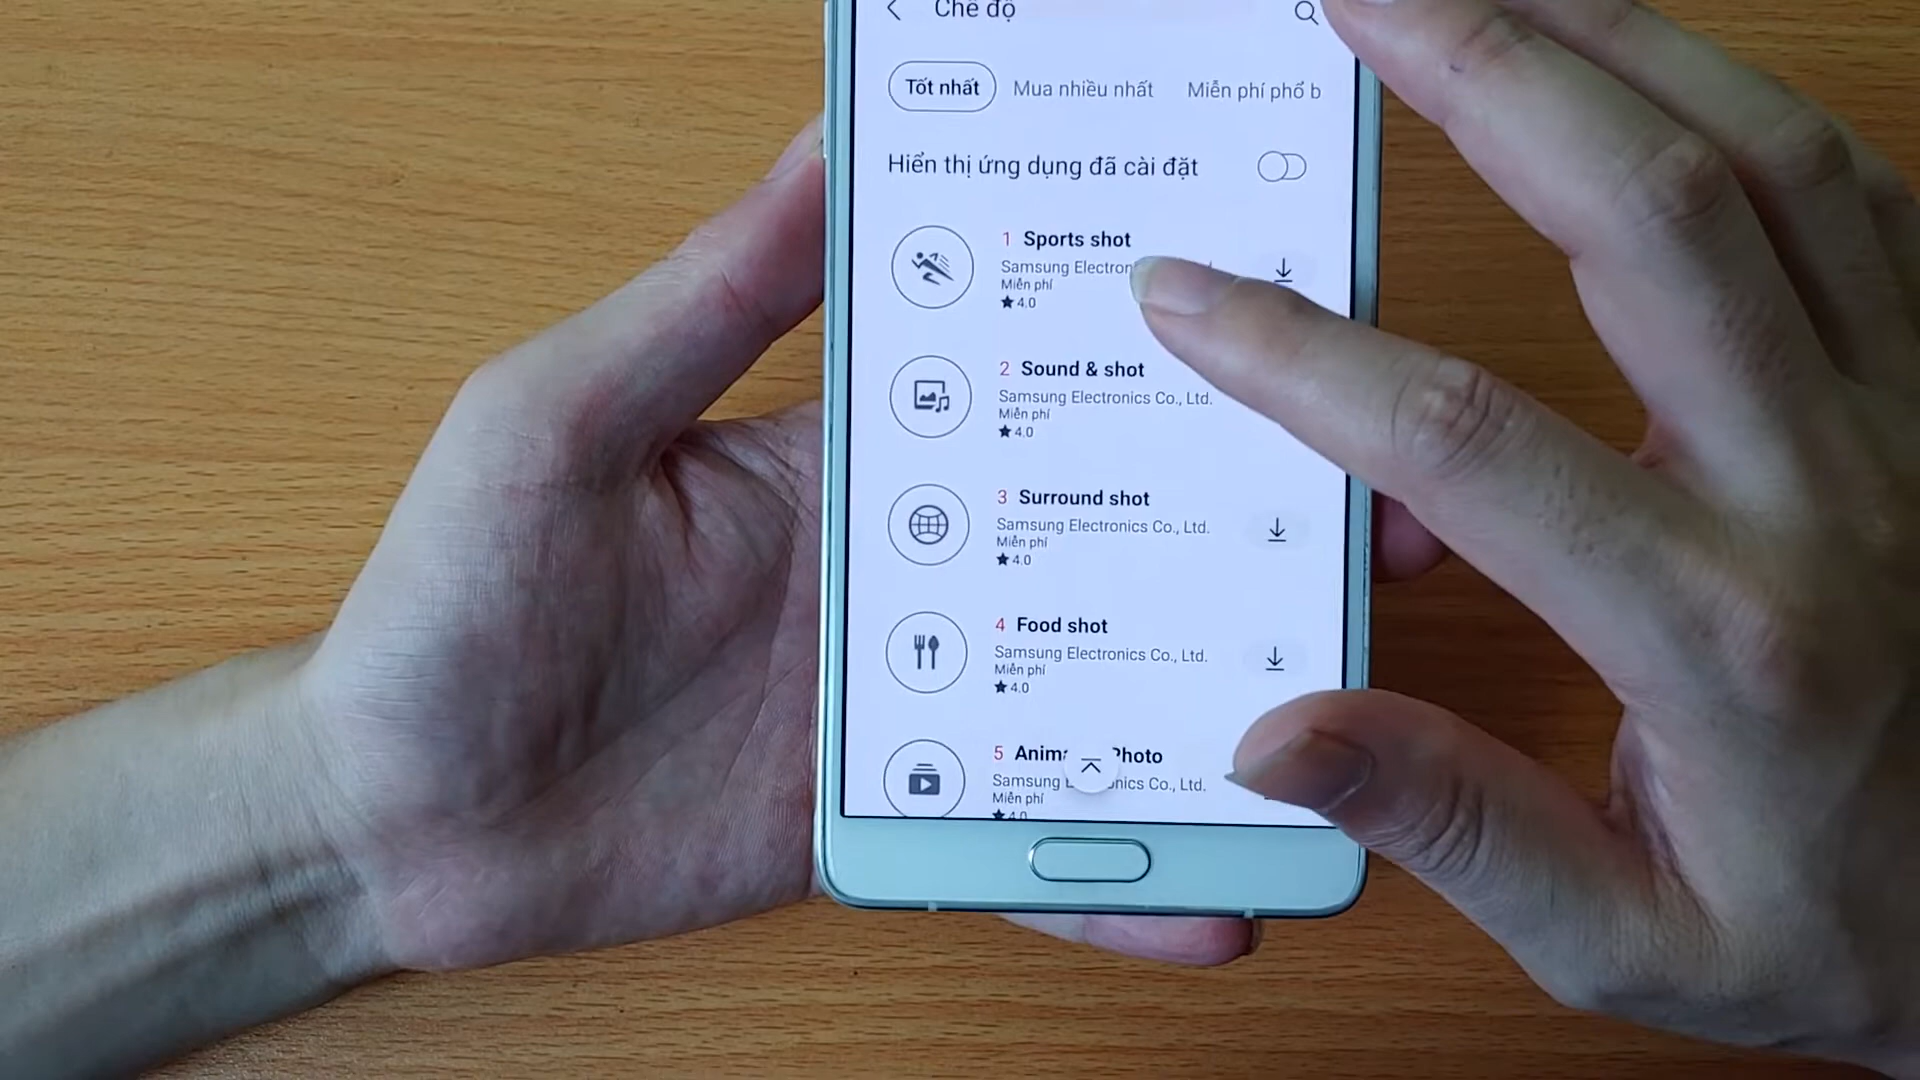 Chế độ
Tốt nhất
Mua nhiều nhất
Miễn phí phổ b
Hiển thị ứng dụng đã cài đặt
1 Sports shot
Samsung Electron
Miễn phí
★ 4.0
2 Sound & shot
Samsung Electronics Co., Ltd.
Miễn phí
★ 4.0
3 Surround shot
Samsung Electronics Co., Ltd.
Miễn phí
★ 4.0
4 Food shot
Samsung Electronics Co., Ltd.
Miễn phí
★ 4.0
5 Anim Photo
Samsung onics Co., Ltd.
Miễn phí
★ 4.0